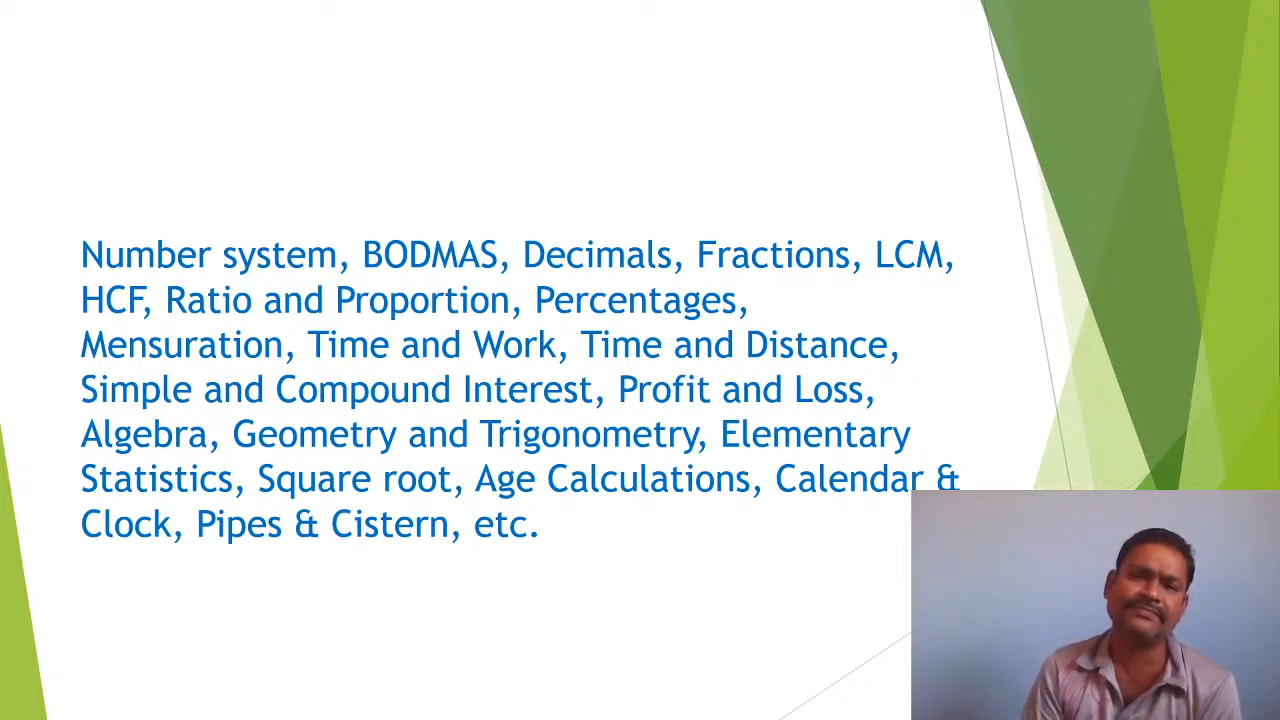 Number system, BODMAS, Decimals, Fractions, LCM,
HCF, Ratio and Proportion, Percentages,
Mensuration, Time and Work, Time and Distance,
Simple and Compound Interest, Profit and Loss,
Algebra, Geometry and Trigonometry, Elementary
Statistics, Square root, Age Calculations, Calendar &
Clock, Pipes & Cistern, etc.